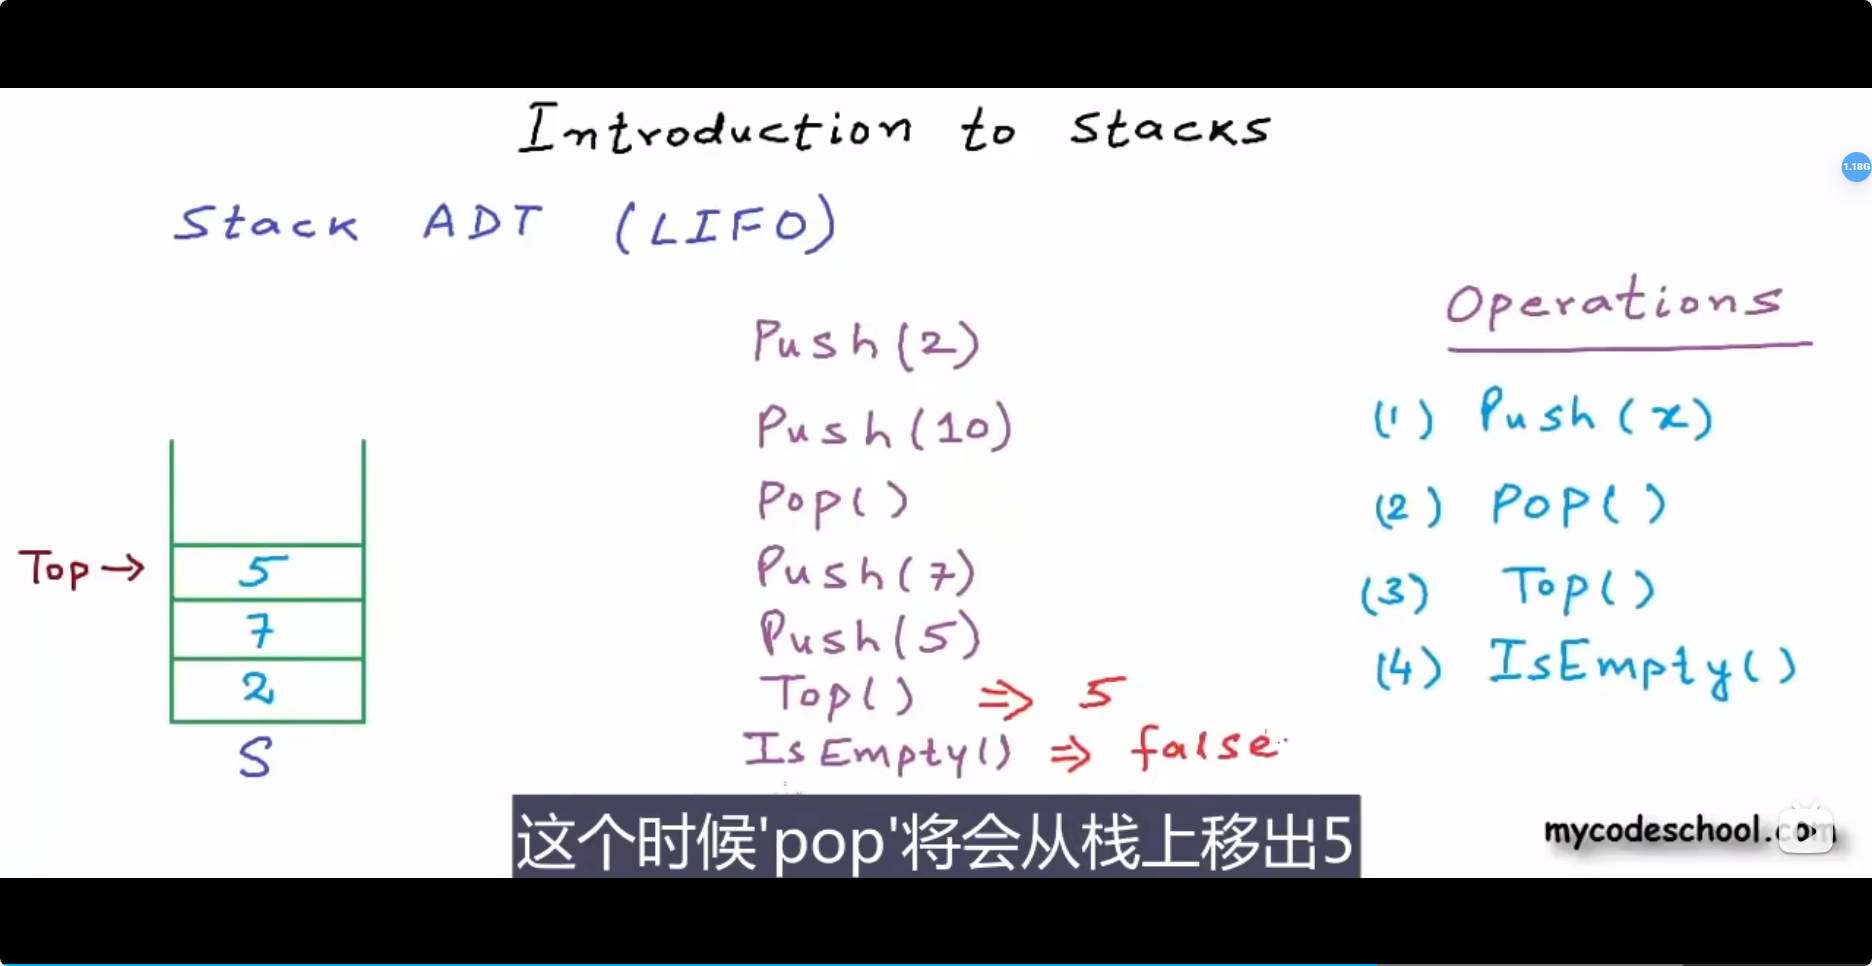 Introduction to stacks
1.18G
Stack ADT (LIFO)
Operations
Push(2)
Push(10)
Pop()
Push(7)
Push(5)
Top() ⇒ 5
IsEmpty() ⇒ false
(1) Push(x)
(2) Pop()
(3) Top()
(4) IsEmpty()
Top→
5
7
2
S
mycodeschool.com
这个时候'pop'将会从栈上移出5